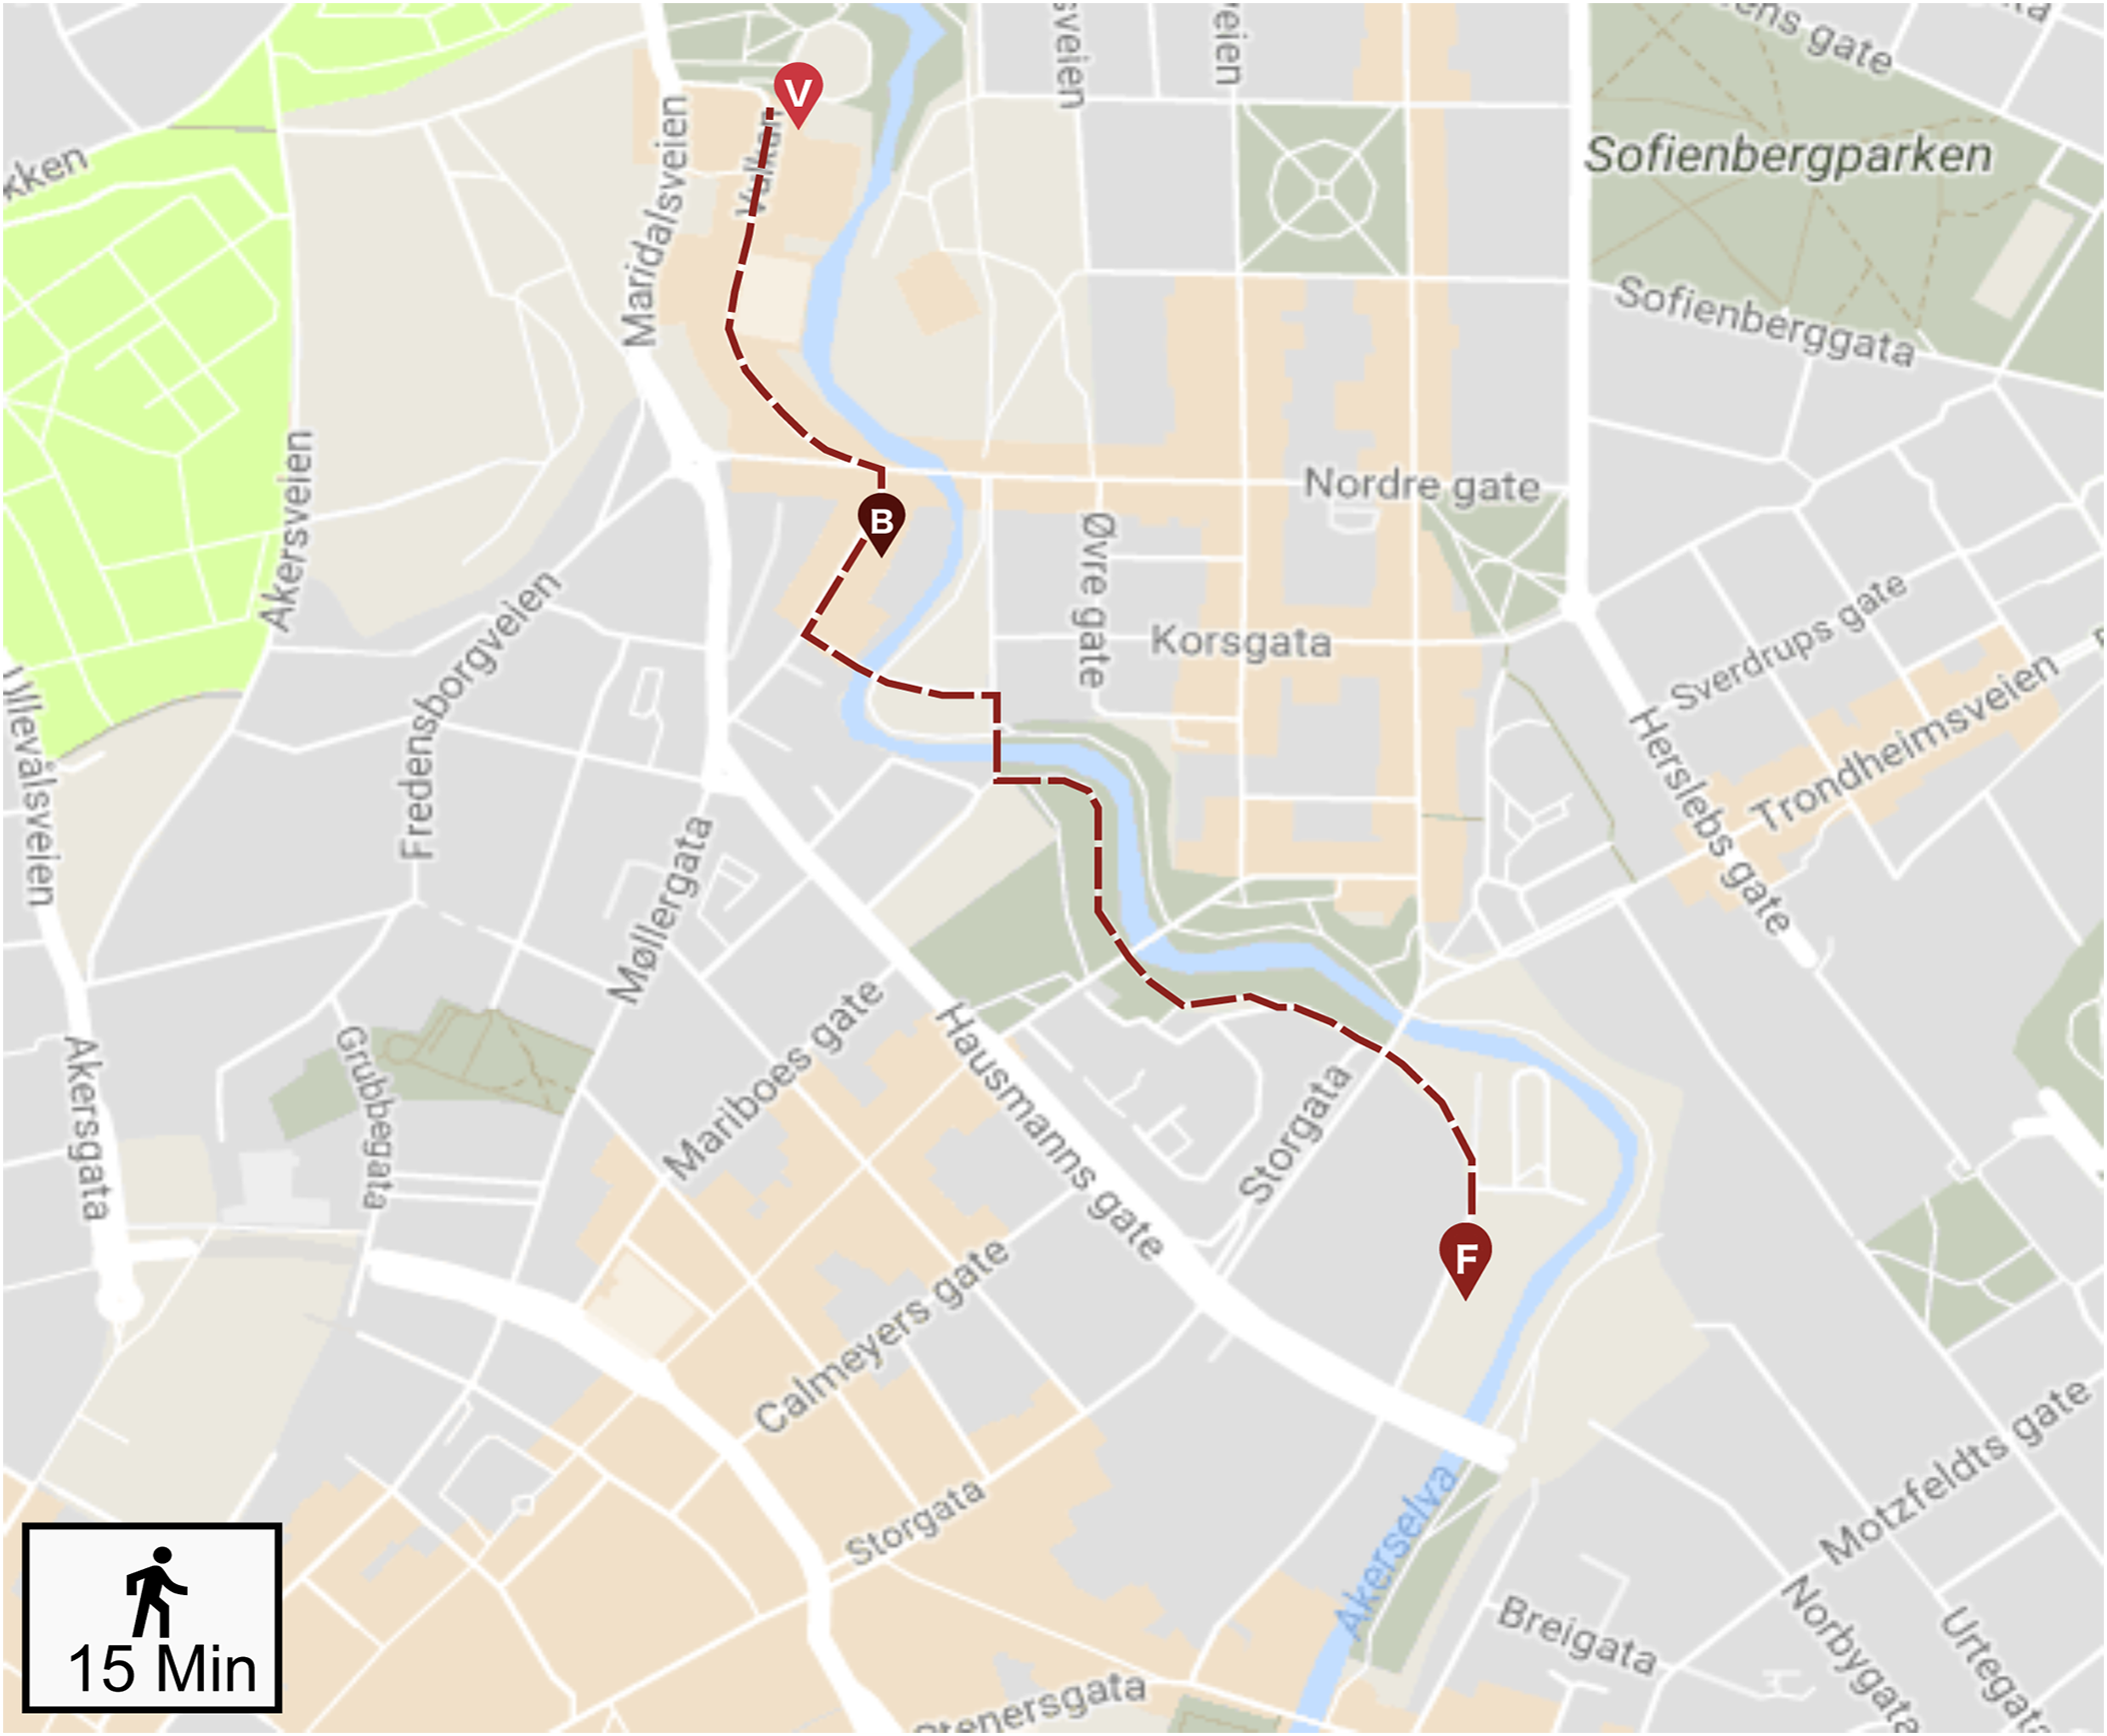 sveien
eien
ens gate
V
kken
Vulkan
Maridalsveien
Sofienbergparken
Sofienberggata
Akersveien
Nordre gate
B
Øvre gate
Korsgata
Fredensborgveien
Sverdrups gate
Herslebs gate
Trondheimsveien
Ullevålsveien
Møllergata
Mariboes gate
Hausmanns gate
Akersgata
Grubbegata
Storgata
F
Calmeyers gate
Storgata
Akerselva
Motzfeldts gate
Breigata
Norbygata
Urtegata
Stenersgata
15 Min